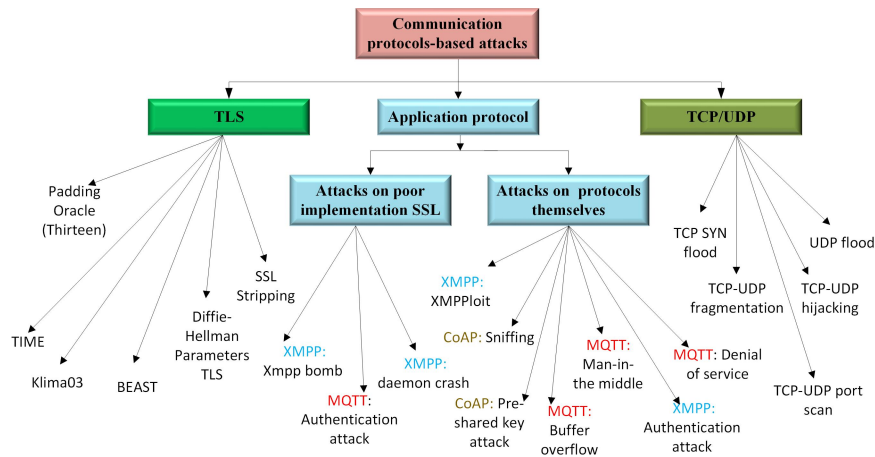 Communication
protocols-based attacks
TLS
Application protocol
TCP/UDP
Attacks on poor
implementation SSL
Attacks on protocols
themselves
Padding
Oracle
(Thirteen)
TIME
Klima03
BEAST
Diffie-
Hellman
Parameters
TLS
SSL
Stripping
XMPP:
Xmpp bomb
MQTT:
Authentication
attack
XMPP:
daemon crash
XMPP:
XMPPloit
CoAP: Sniffing
CoAP: Pre-
shared key
attack
MQTT:
Buffer
overflow
MQTT:
Man-in-
the middle
XMPP:
Authentication
attack
MQTT: Denial
of service
TCP SYN
flood
TCP-UDP
fragmentation
TCP-UDP port
scan
TCP-UDP
hijacking
UDP flood